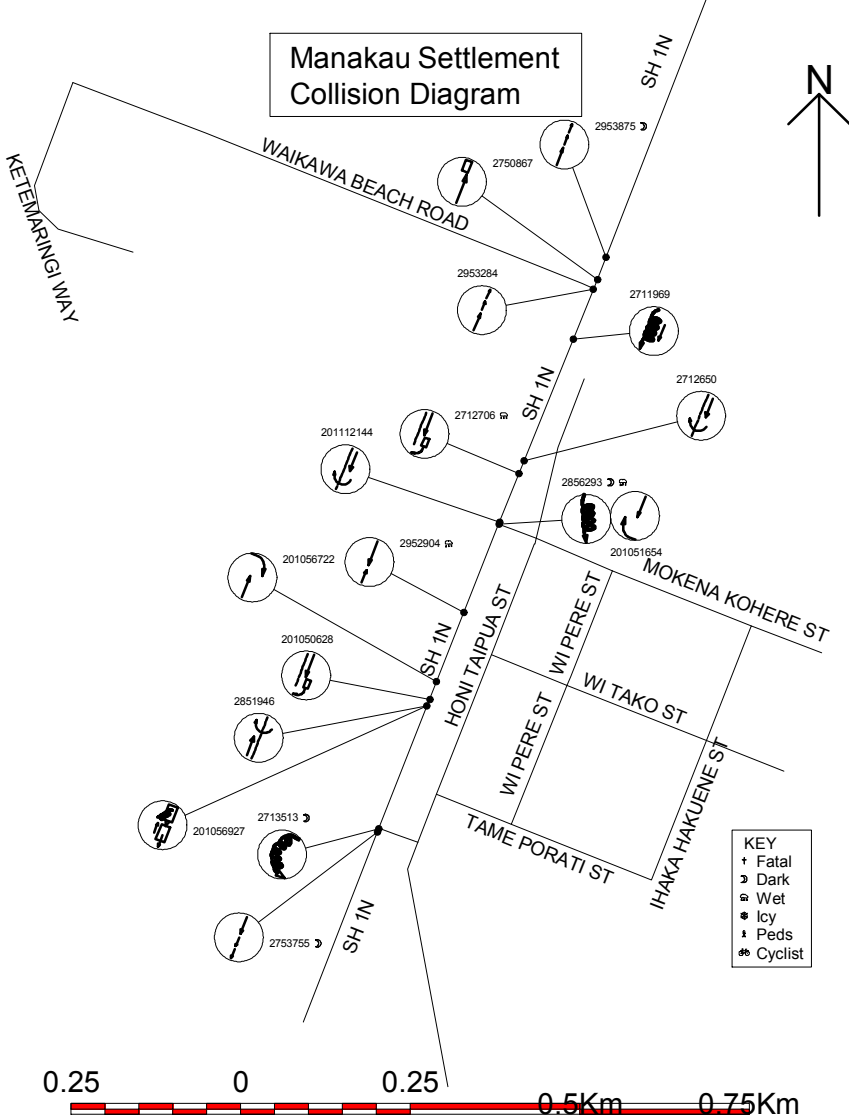 Manakau Settlement
Collision Diagram
SH 1N
N
2953875
2750867
WAIKAWA BEACH ROAD
KETEMARINGI WAY
2953284
2711969
SH 1N
2712650
2712706
201112144
2856293
201051654
2952904
201056722
MOKENA KOHERE ST
WI PERE ST
HONI TAIPUA ST
SH 1N
201050628
WI TAKO ST
2851946
WI PERE ST
201056927
2713513
TAME PORATI ST
IHAKA HAKUENE ST
KEY
Fatal
Dark
Wet
Icy
Peds
Cyclist
SH 1N
2753755
0.25
0
0.25
0.5Km
0.75Km